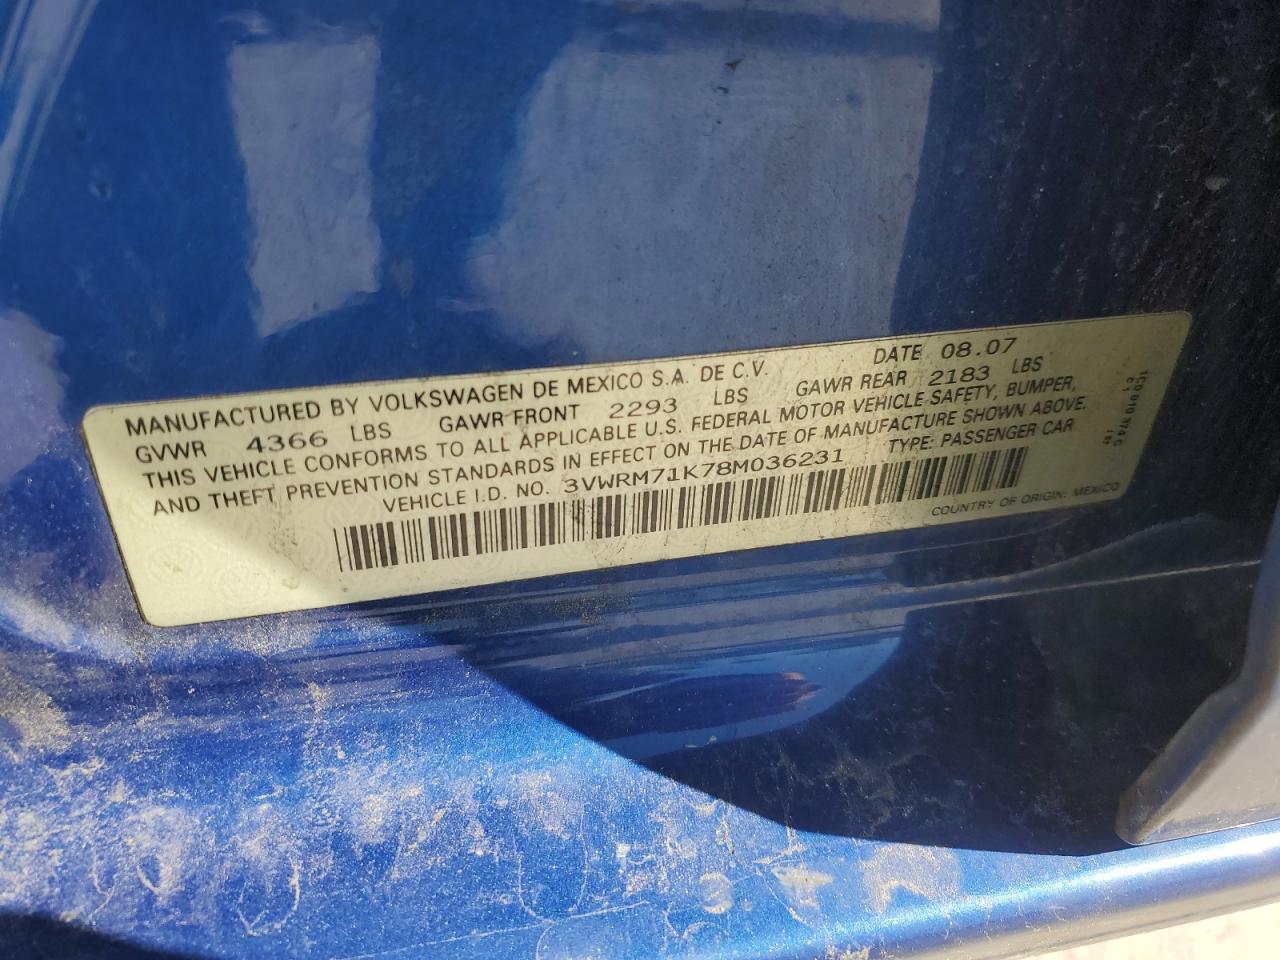 MANUFACTURED BY VOLKSWAGEN DE MEXICO S.A. DE C.V. DATE 08.07
GVWR 4366 LBS GAWR FRONT 2293 LBS GAWR REAR 2183 LBS
THIS VEHICLE CONFORMS TO ALL APPLICABLE U.S. FEDERAL MOTOR VEHICLE SAFETY, BUMPER,
AND THEFT PREVENTION STANDARDS IN EFFECT ON THE DATE OF MANUFACTURE SHOWN ABOVE.
VEHICLE I.D. NO. 3VWRM71K78M036231 TYPE: PASSENGER CAR
COUNTRY OF ORIGIN: MEXICO